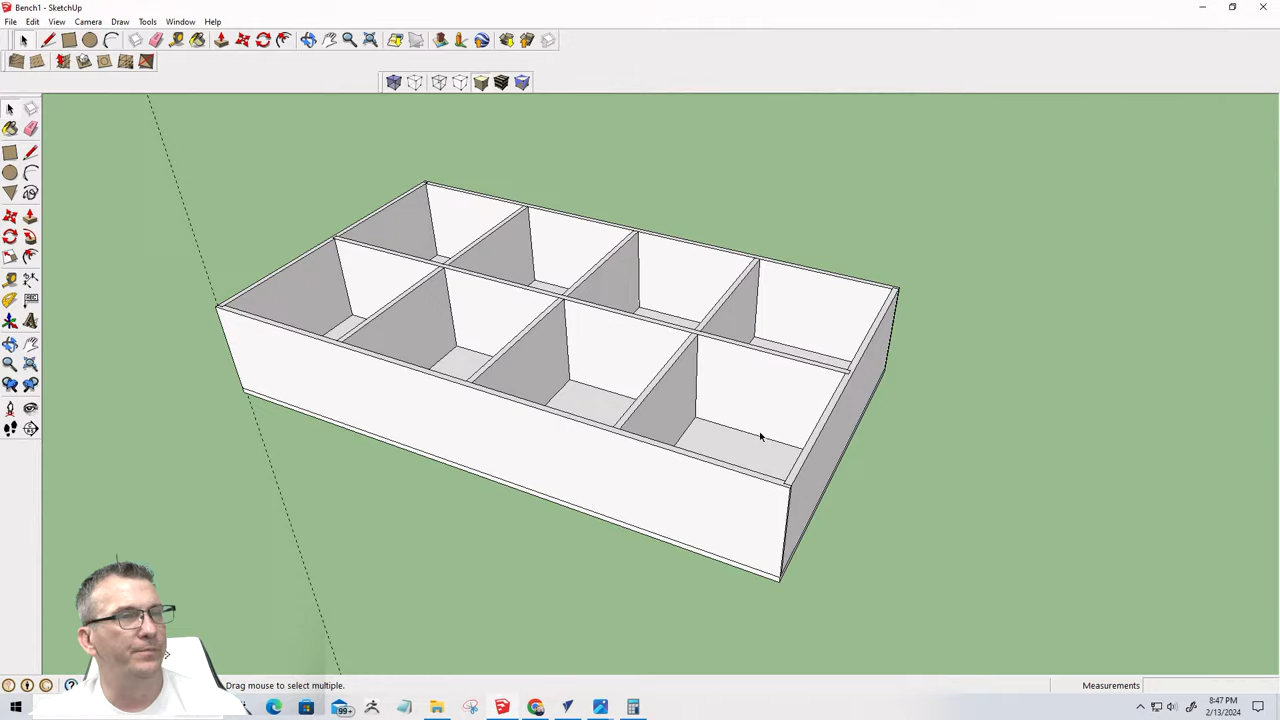 Bench1 - SketchUp
File Edit View Camera Draw Tools Window Help
Drag mouse to select multiple.
Measurements
99+
8:47 PM
2/13/2024